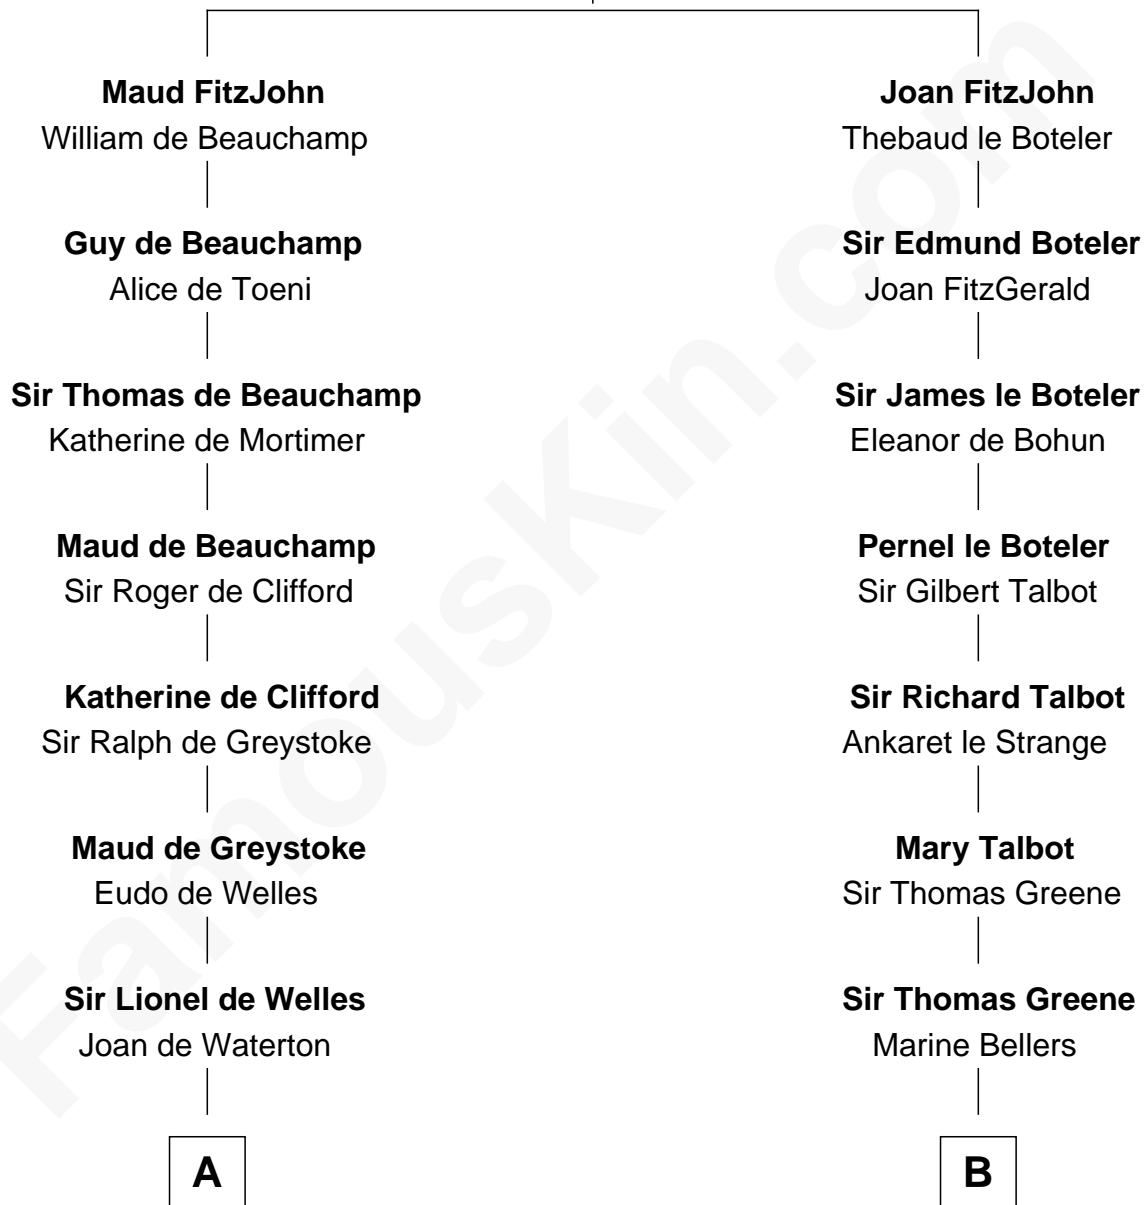 Maud FitzJohn
William de Beauchamp
Guy de Beauchamp
Alice de Toeni
Sir Thomas de Beauchamp
Katherine de Mortimer
Maud de Beauchamp
Sir Roger de Clifford
Katherine de Clifford
Sir Ralph de Greystoke
Maud de Greystoke
Eudo de Welles
Sir Lionel de Welles
Joan de Waterton
A
Joan FitzJohn
Thebaud le Boteler
Sir Edmund Boteler
Joan FitzGerald
Sir James le Boteler
Eleanor de Bohun
Pernel le Boteler
Sir Gilbert Talbot
Sir Richard Talbot
Ankaret le Strange
Mary Talbot
Sir Thomas Greene
Sir Thomas Greene
Marine Bellers
B
FamousKin.com